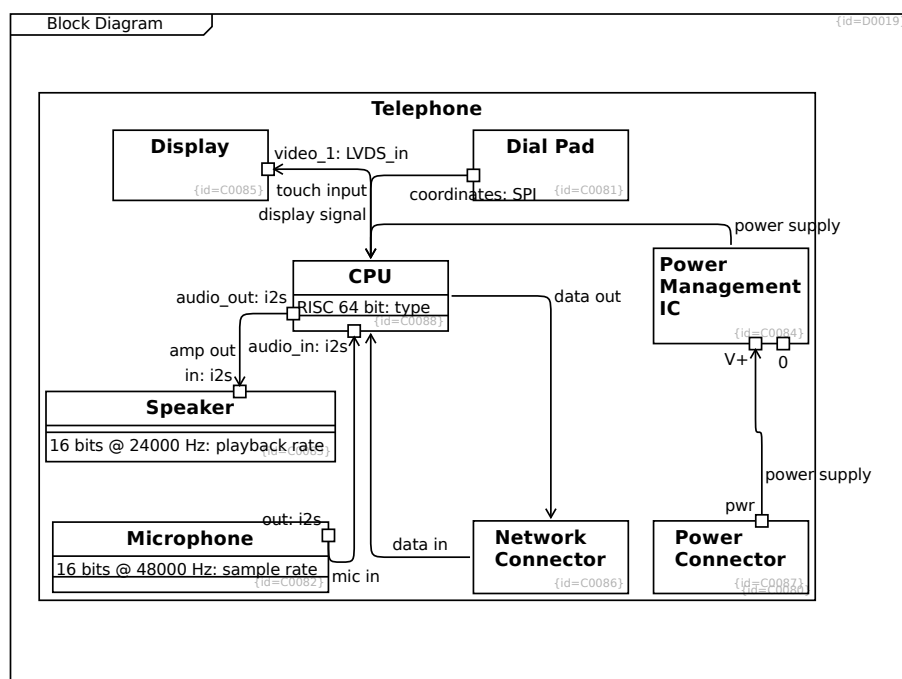 Block Diagram
{id=D0019}
Telephone
Display
{id=C0085}
video_1: LVDS_in
Dial Pad
{id=C0081}
coordinates: SPI
touch input
display signal
power supply
CPU
RISC 64 bit: type
{id=C0088}
audio_out: i2s
audio_in: i2s
data out
Power
Management
IC
{id=C0084}
V+
0
amp out
in: i2s
Speaker
16 bits @ 24000 Hz: playback rate
{id=C0083}
power supply
pwr
out: i2s
Microphone
16 bits @ 48000 Hz: sample rate
{id=C0082}
mic in
data in
Network
Connector
{id=C0086}
Power
Connector
{id=C0087}
{id=C0080}